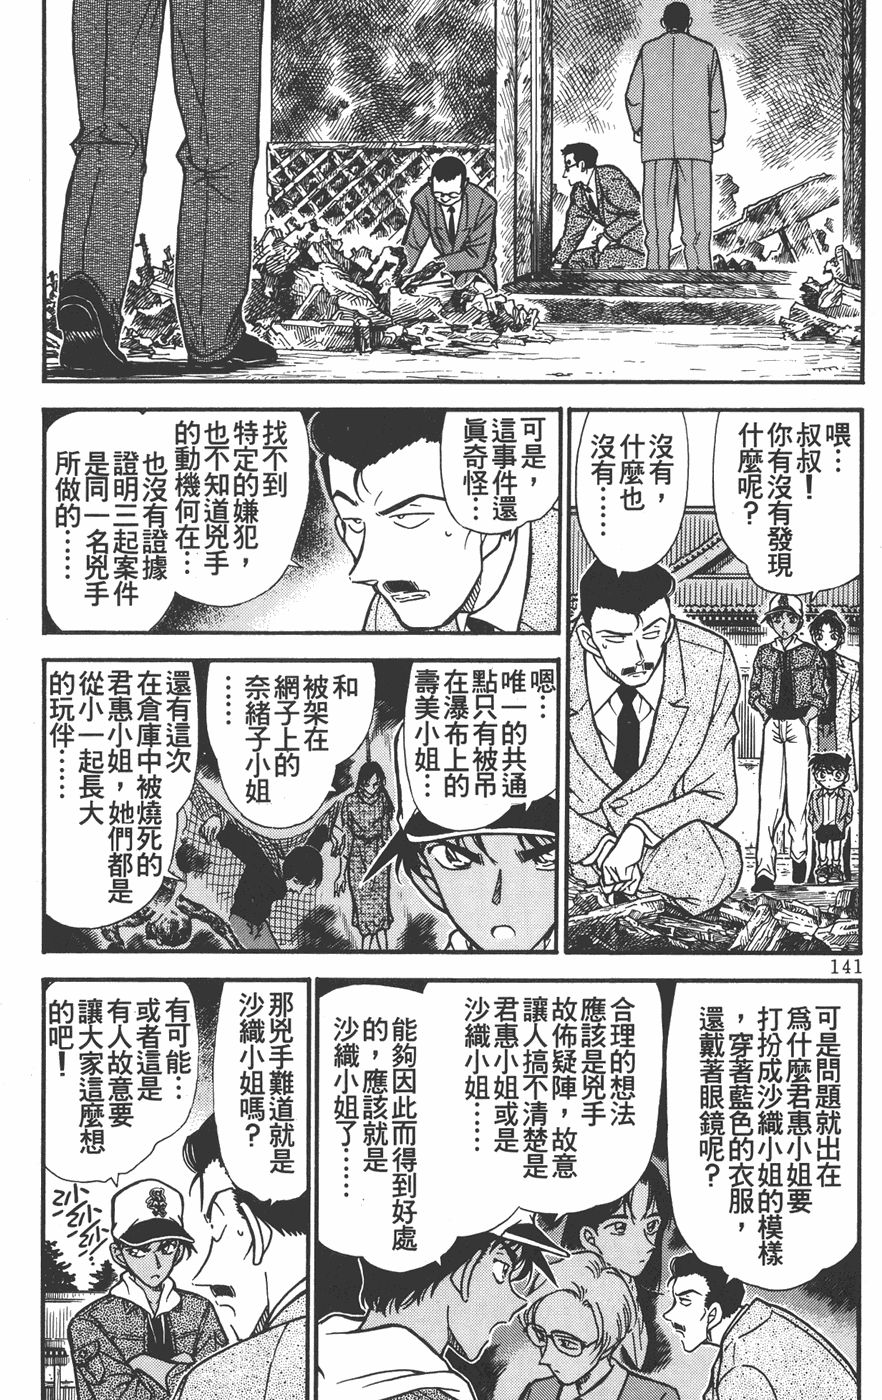 喂…
叔叔！
你有沒有發現
什麼呢？
沒有，
什麼也
沒有……
可是，
這事件還
眞奇怪…
找不到
特定的嫌犯，
也不知道兇手
的動機何在…
也沒有證據
證明三起案件
是同一名兇手
所做的……
嗯…
唯一的共通
點只有被吊
在瀑布上的
壽美小姐…
和
被架在
網子上的
奈緒子小姐
……
還有這次
在倉庫中被燒死的
君惠小姐，她們都是
從小一起長大
的玩伴……
141
可是問題就出在
爲什麼君惠小姐要
打扮成沙織小姐的模樣
，穿著藍色的衣服，
還戴著眼鏡呢？
合理的想法
應該是兇手
故佈疑陣，故意
讓人搞不清楚是
君惠小姐或是
沙織小姐……
能夠因此而得到好處
的，應該就是
沙織小姐了……
那兇手難道就是
沙織小姐嗎？
有可能…
或者這是
有人故意要
讓大家這麼想
的吧！